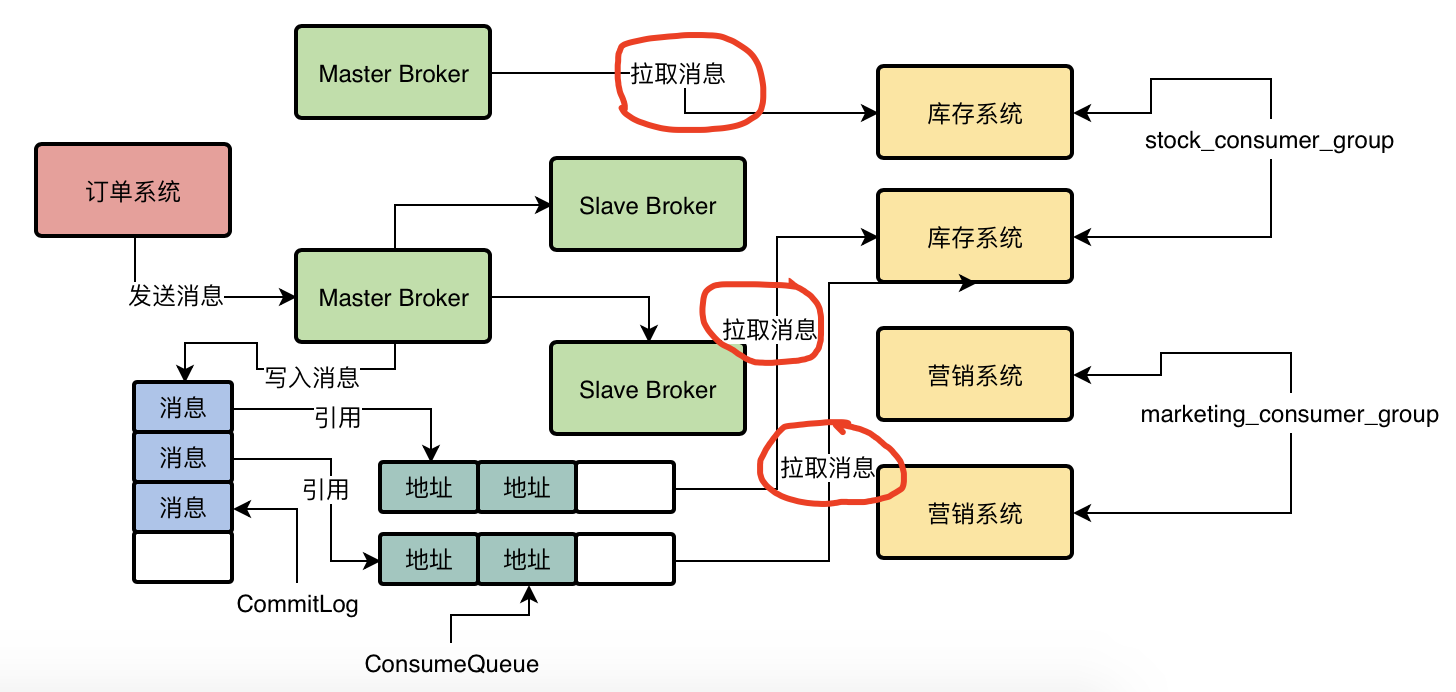 Master Broker
拉取消息
库存系统
stock_consumer_group
订单系统
Slave Broker
库存系统
发送消息
Master Broker
拉取消息
写入消息
Slave Broker
营销系统
marketing_consumer_group
消息
引用
消息
引用
拉取消息
消息
地址
地址
营销系统
地址
地址
CommitLog
ConsumeQueue